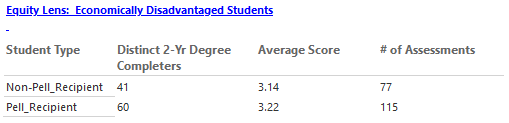 Equity Lens:  Economically Disadvantaged Students
Student Type Distinct 2-Yr Degree Completers Average Score # of Assessments
Non-Pell_Recipient 41 3.14 77
Pell_Recipient 60 3.22 115